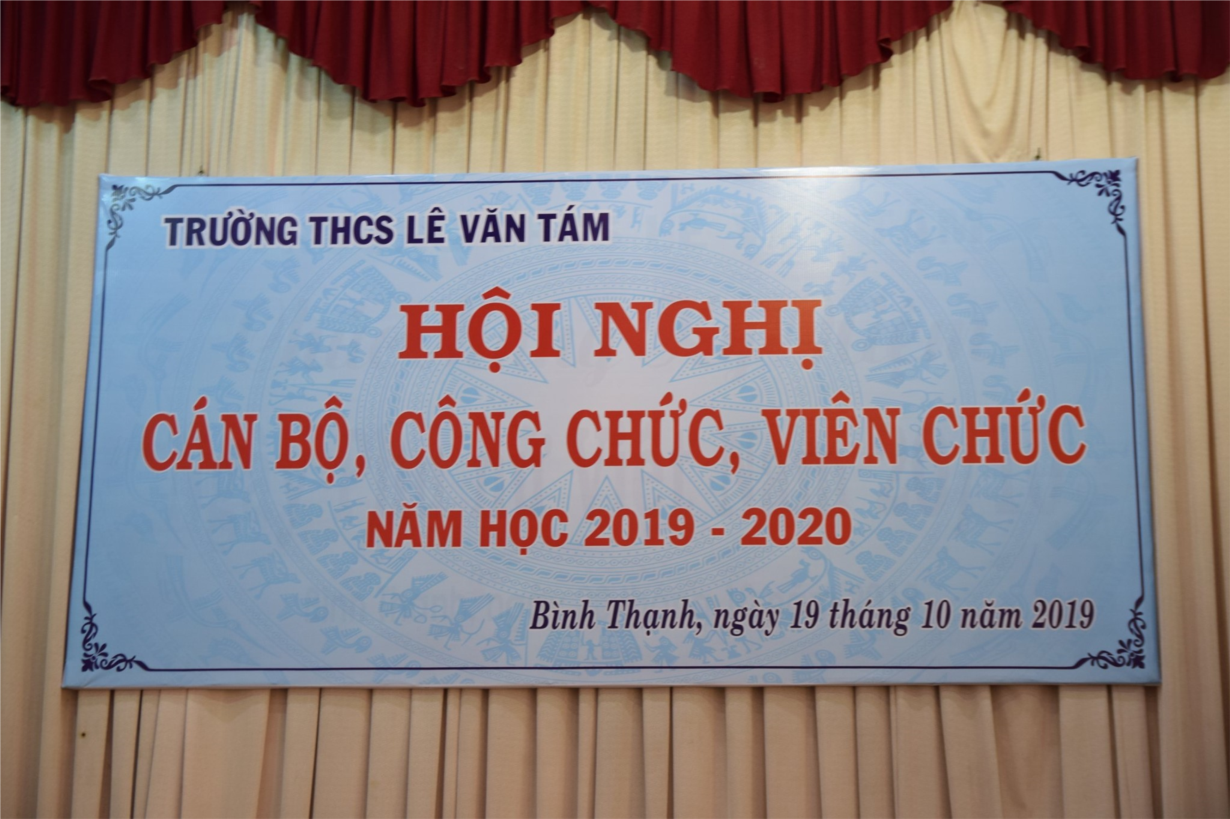 TRƯỜNG THCS LÊ VĂN TÁM
HỘI NGHỊ
CÁN BỘ, CÔNG CHỨC, VIÊN CHỨC
NĂM HỌC 2019 - 2020
Bình Thạnh, ngày 19 tháng 10 năm 2019